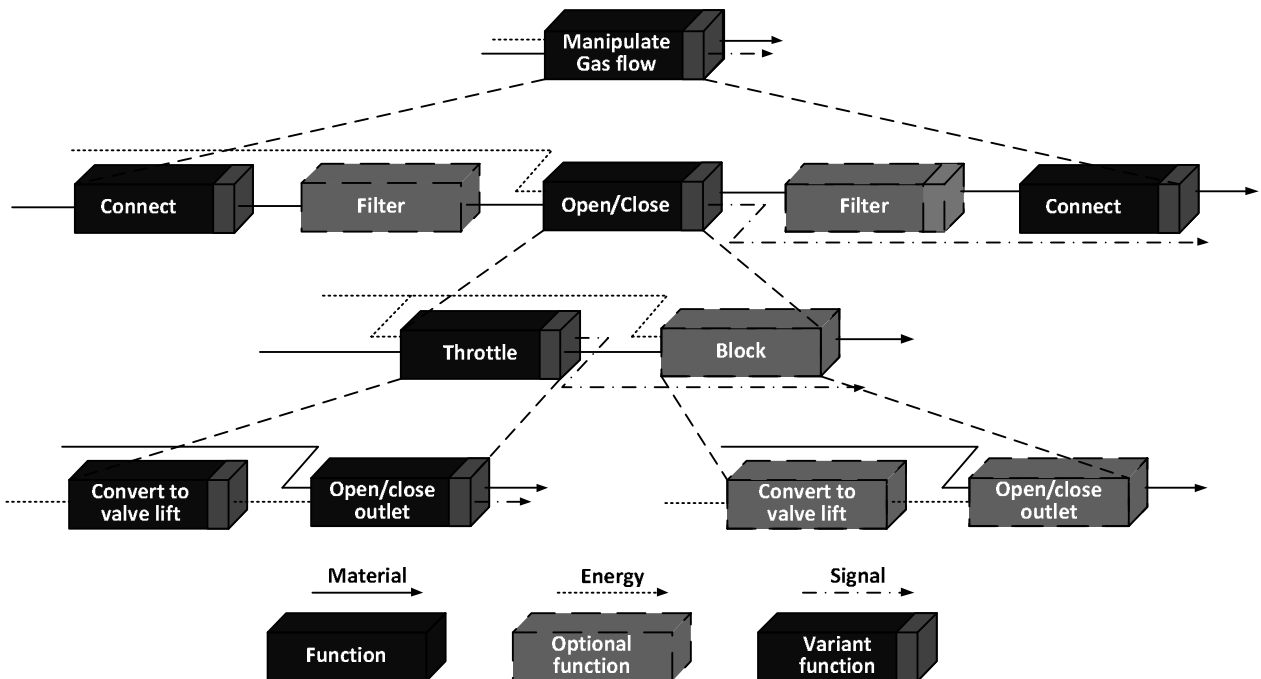 Manipulate
Gas flow
Connect
Filter
Open/Close
Filter
Connect
Throttle
Block
Convert to
valve lift
Open/close
outlet
Convert to
valve lift
Open/close
outlet
Material
Energy
Signal
Function
Optional
function
Variant
function